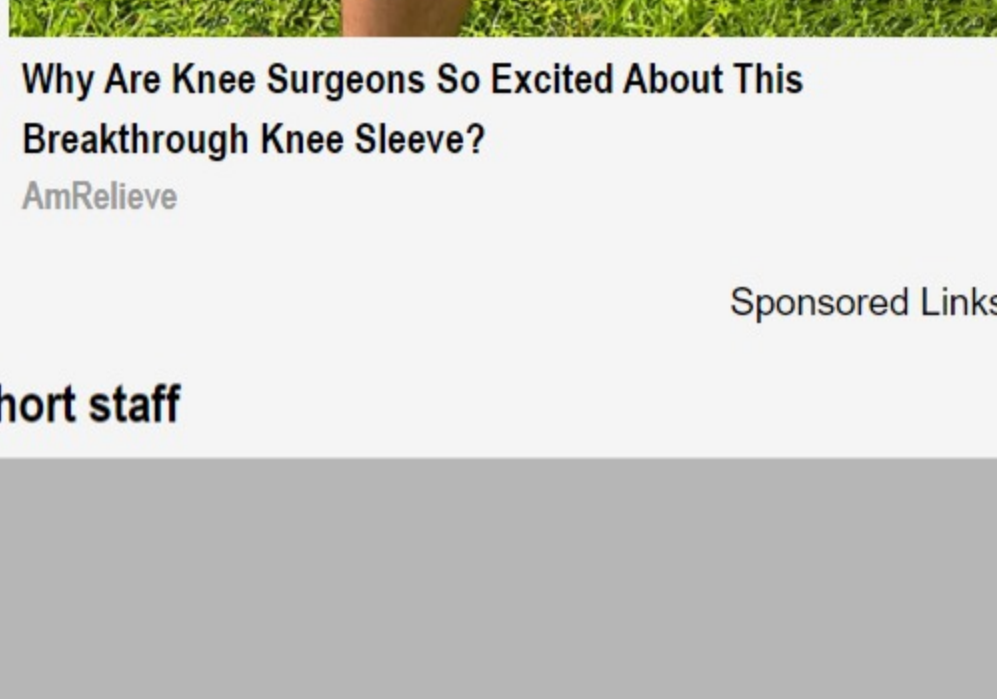 Why Are Knee Surgeons So Excited About This
Breakthrough Knee Sleeve?
AmRelieve
Sponsored Links
hort staff